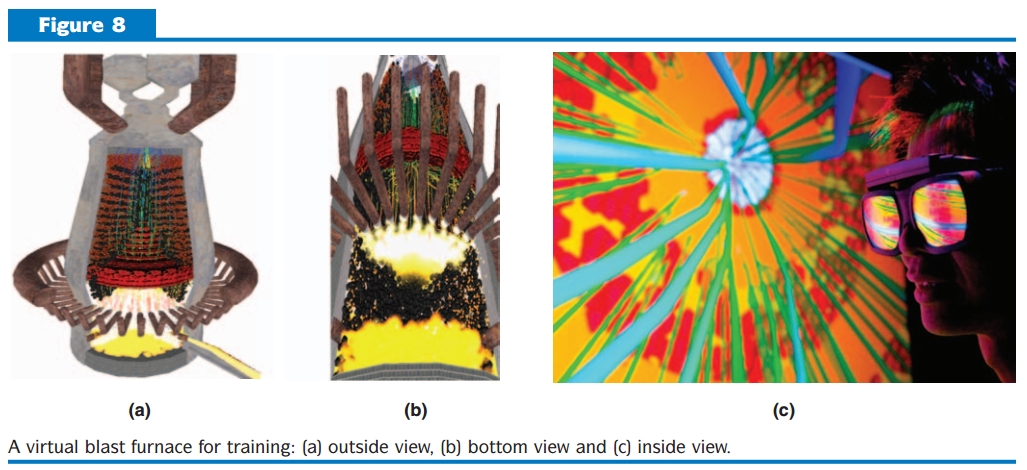 Figure 8
(a)
(b)
(c)
A virtual blast furnace for training: (a) outside view, (b) bottom view and (c) inside view.